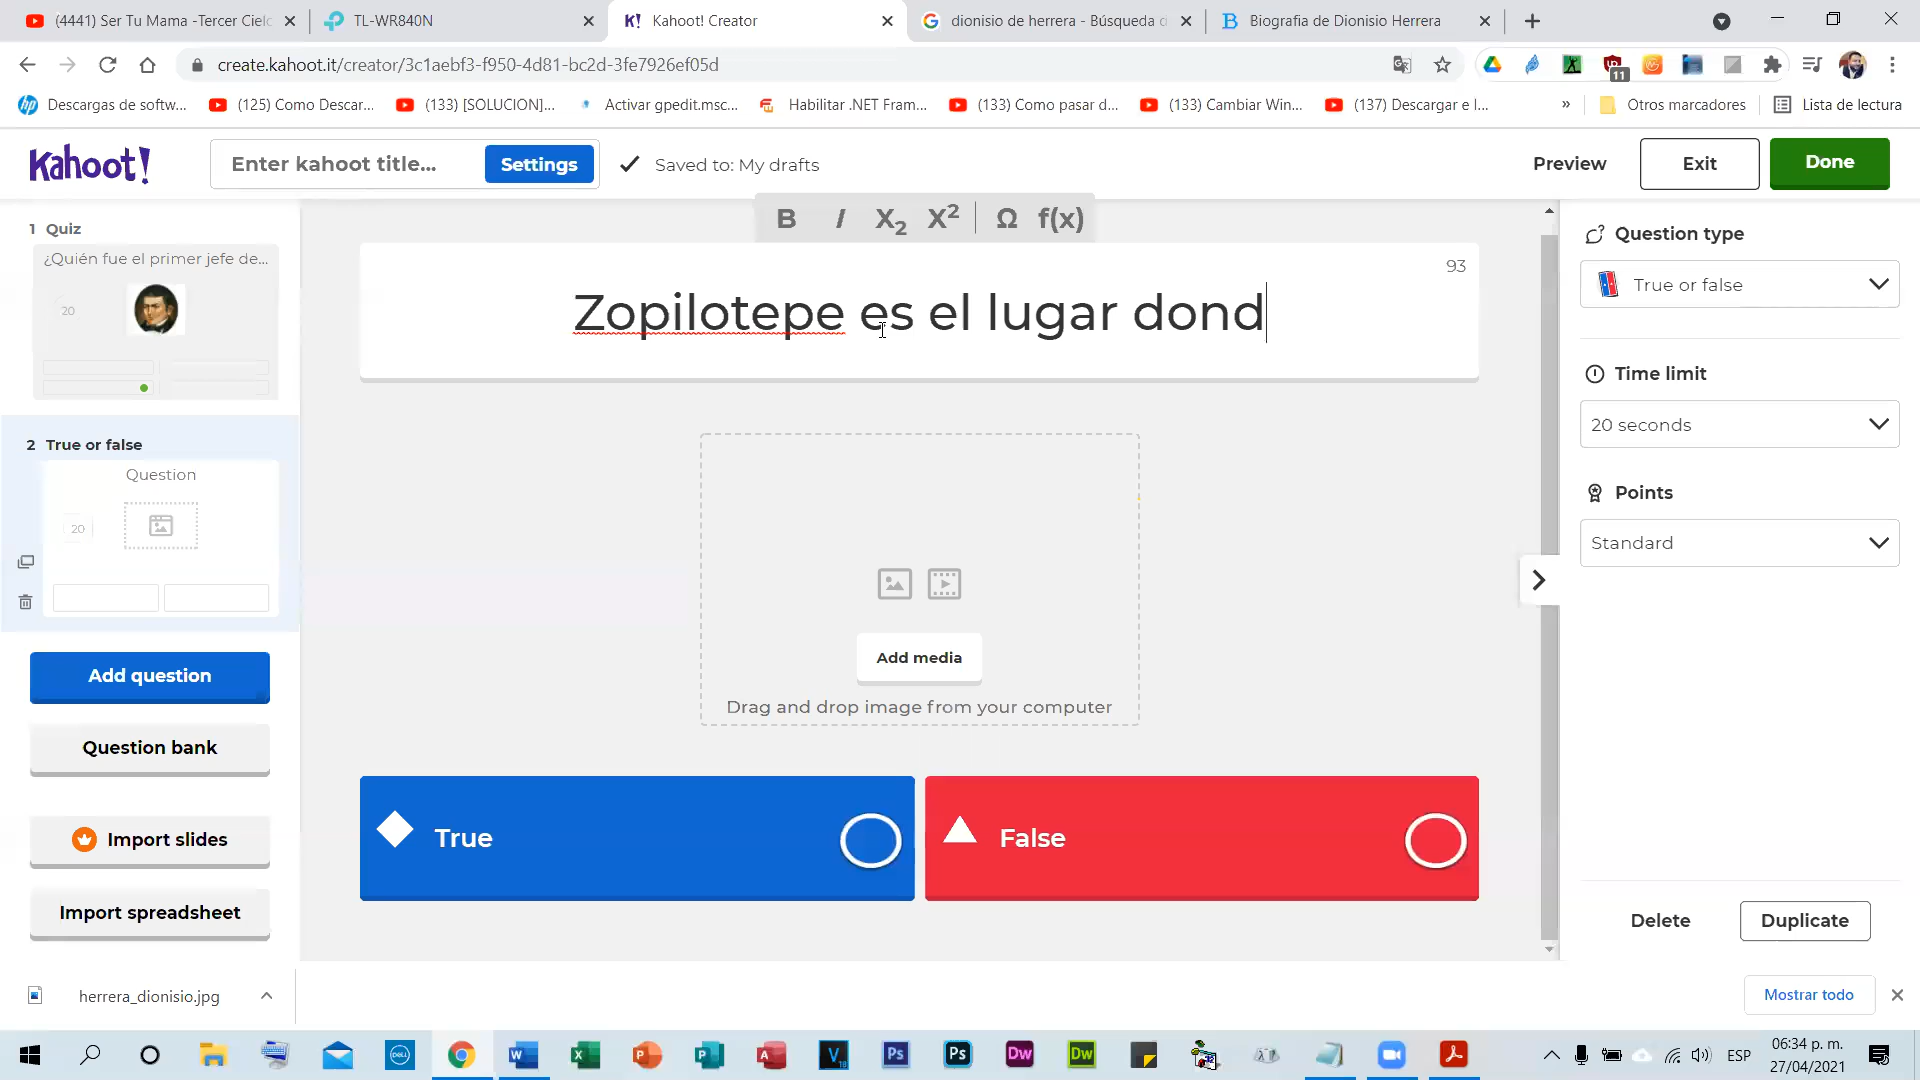 (4441) Ser Tu Mama -Tercer Ciel
TL-WR840N
K! Kahoot! Creator
dionisio de herrera - Búsqueda d
Biografia de Dionisio Herrera
create.kahoot.it/creator/3c1aebf3-f950-4d81-bc2d-3fe7926ef05d
11
Descargas de softw...
(125) Como Descar...
(133) [SOLUCION]...
Activar gpedit.msc...
Habilitar .NET Fram...
(133) Como pasar d...
(133) Cambiar Win...
(137) Descargar e I...
»
Otros marcadores
Lista de lectura
Kahoot!
Enter kahoot title...
Settings
Saved to: My drafts
Preview
Exit
Done
B I X2 X2 Ω f(x)
1 Quiz
¿Quién fue el primer jefe de...
20
93
Zopilotepe es el lugar dond
Question type
True or false
Time limit
20 seconds
Points
Standard
2 True or false
Question
20
Add media
Drag and drop image from your computer
Add question
Question bank
Import slides
Import spreadsheet
True
False
Delete
Duplicate
herrera_dionisio.jpg
Mostrar todo
ESP
06:34 p. m.
27/04/2021